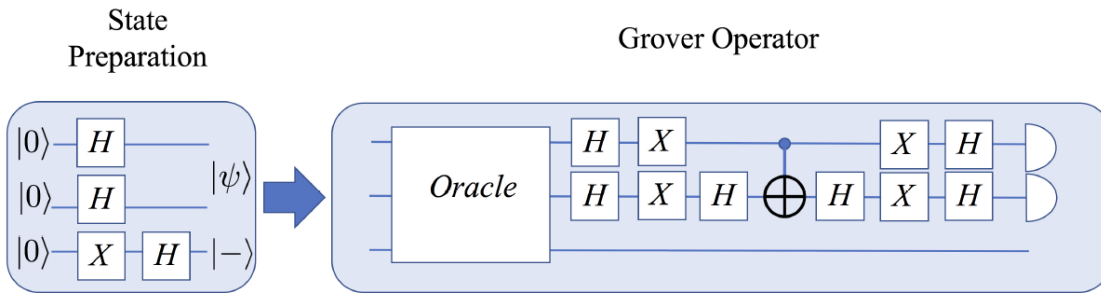 State
Preparation
Grover Operator
|0⟩ H
|ψ⟩
|0⟩ H
|0⟩ X H |−⟩
Oracle
H X X H
H X H H X H